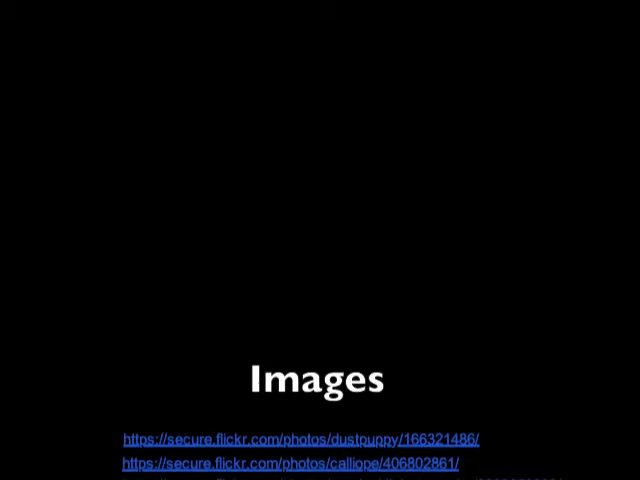 Images
https://secure.flickr.com/photos/dustpuppy/166321486/
https://secure.flickr.com/photos/calliope/406802861/